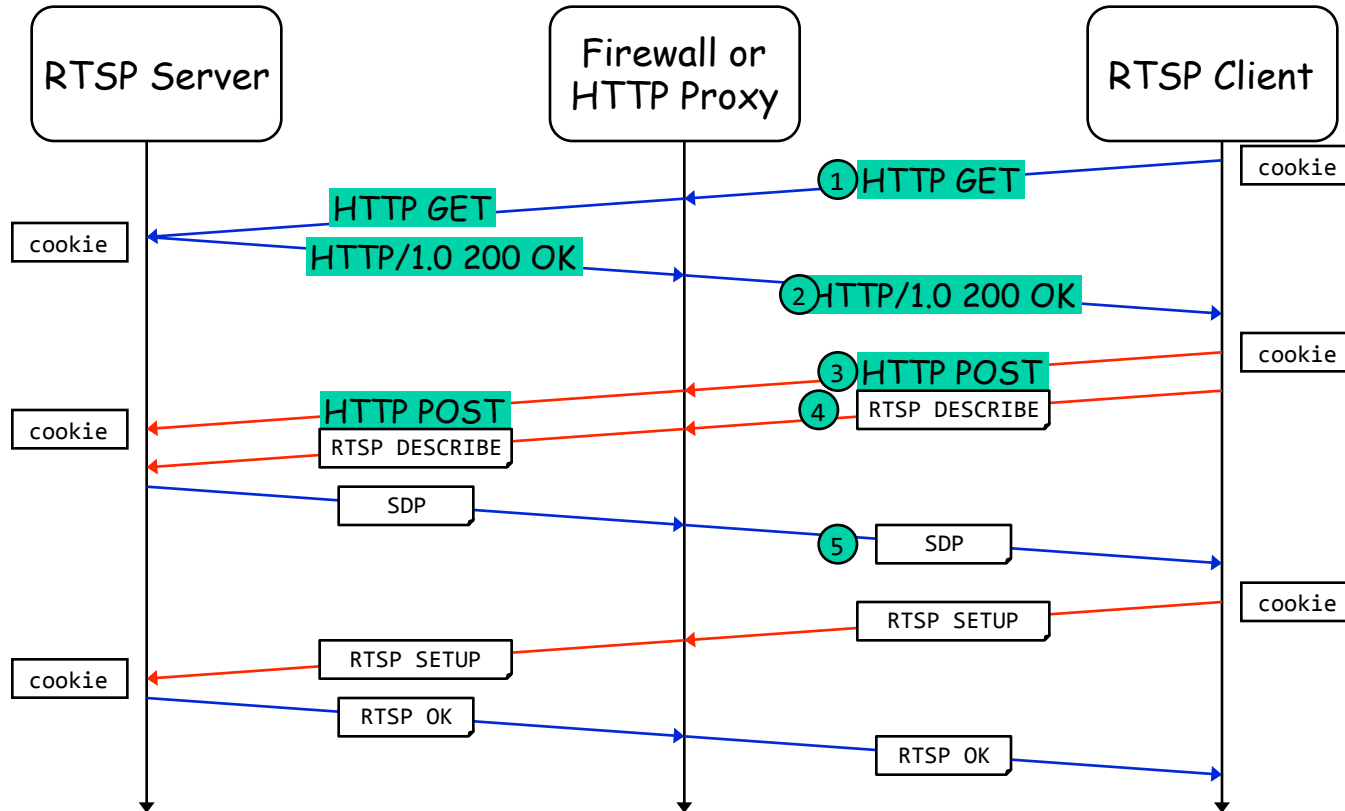 RTSP Server
Firewall or
HTTP Proxy
RTSP Client
cookie
1
HTTP GET
HTTP GET
cookie
HTTP/1.0 200 OK
2
HTTP/1.0 200 OK
cookie
3
HTTP POST
HTTP POST
4
RTSP DESCRIBE
cookie
RTSP DESCRIBE
SDP
5
SDP
cookie
RTSP SETUP
RTSP SETUP
cookie
RTSP OK
RTSP OK